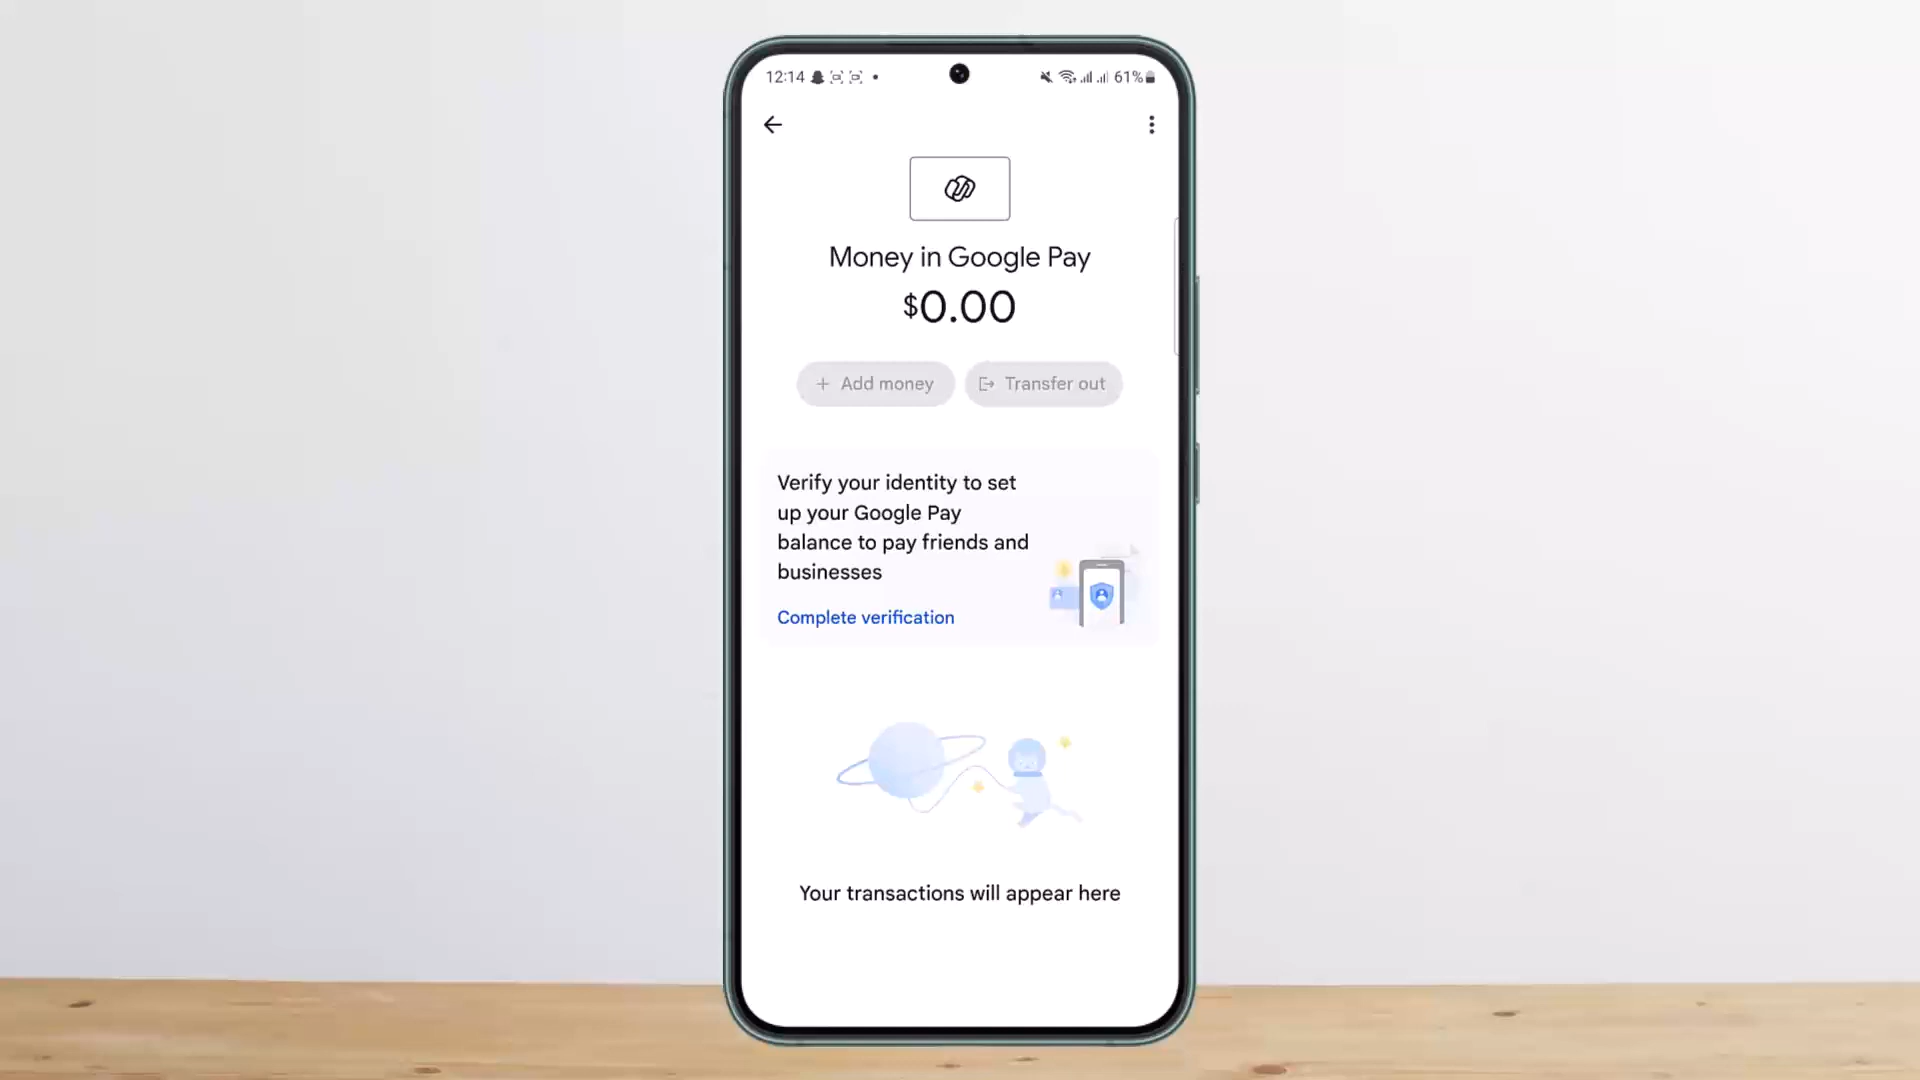 12:14
61%
Money in Google Pay
$0.00
+ Add money
Transfer out
Verify your identity to set
up your Google Pay
balance to pay friends and
businesses
Complete verification
Your transactions will appear here